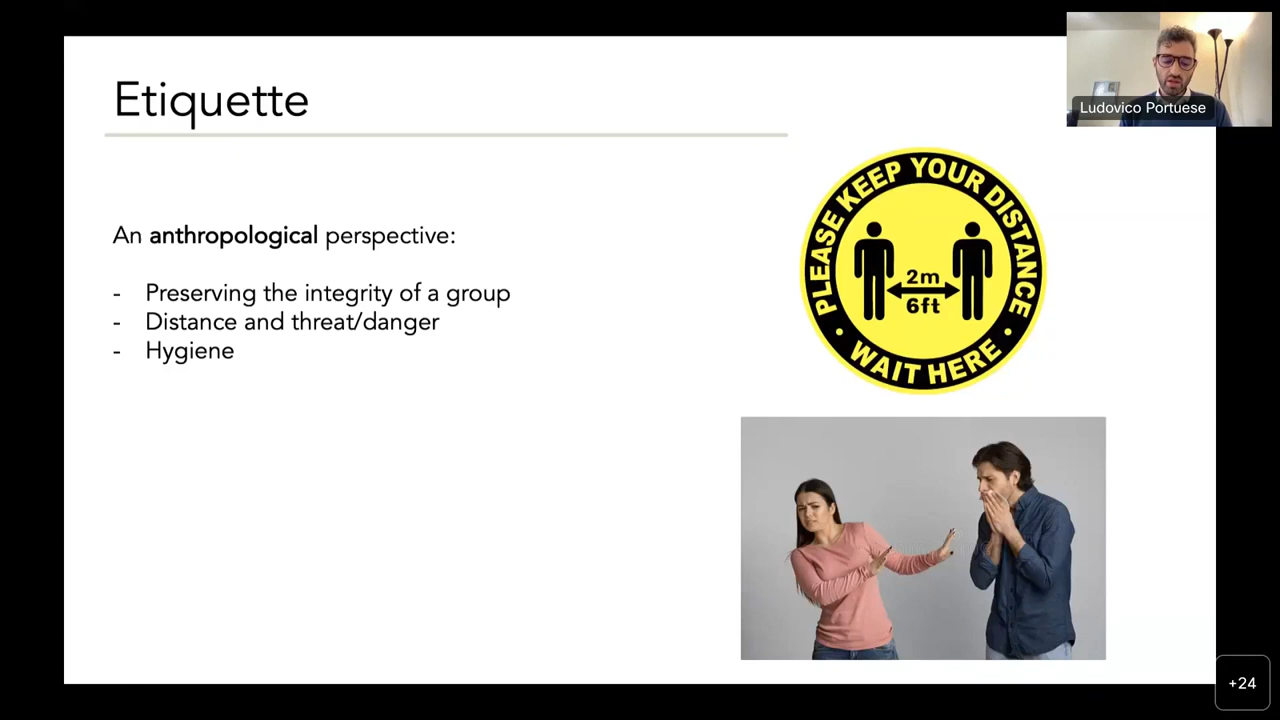 Etiquette
Ludovico Portuese
An anthropological perspective:
- Preserving the integrity of a group
- Distance and threat/danger
- Hygiene
PLEASE KEEP YOUR DISTANCE
2m
6ft
• WAIT HERE •
+24